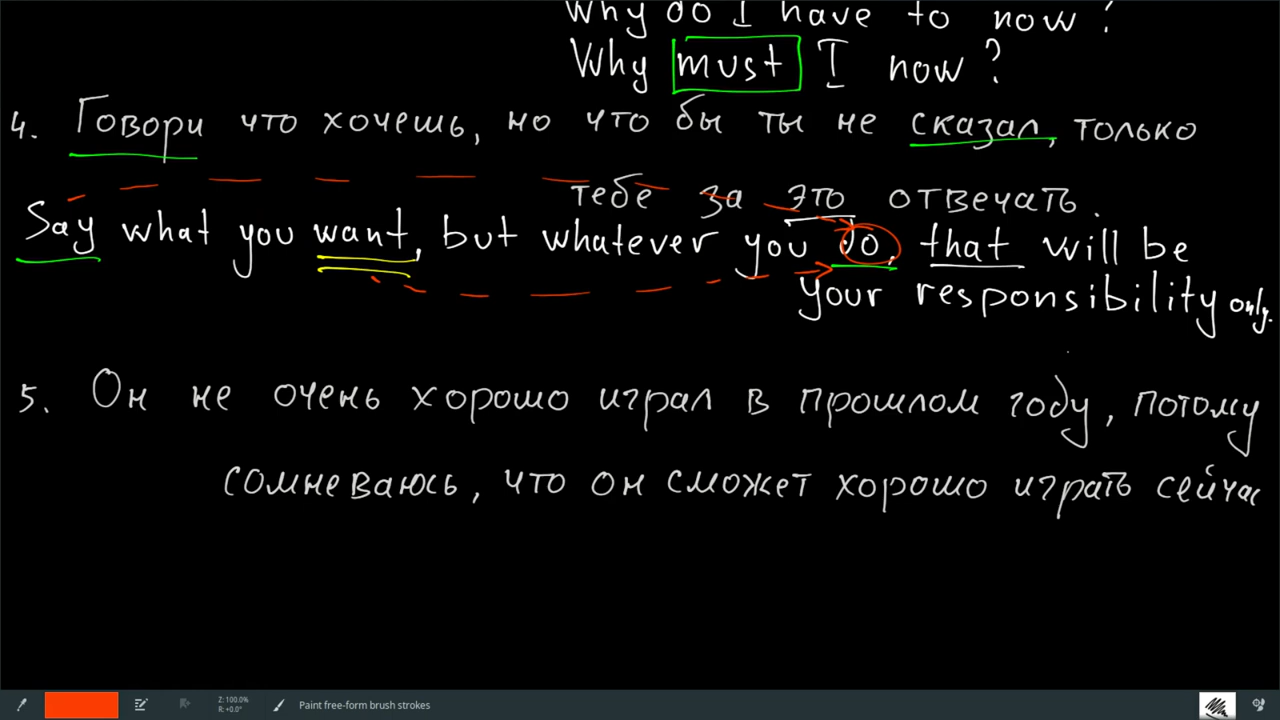 Why do I have to now?
Why must I now?
4. Говори что хочешь, но что бы ты не сказал, только
тебе за это отвечать.
Say what you want, but whatever you do, that will be
your responsibility only.
5. Он не очень хорошо играл в прошлом году, потому
сомневаюсь, что он сможет хорошо играть сейчас
Z: 100.0%
R: +0.0°
Paint free-form brush strokes